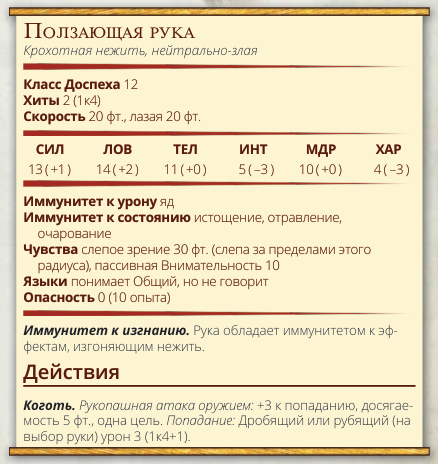 Ползающая рука
Крохотная нежить, нейтрально-злая
Класс Доспеха 12
Хиты 2 (1к4)
Скорость 20 фт., лазая 20 фт.
СИЛ ЛОВ ТЕЛ ИНТ МДР ХАР
13 (+1) 14 (+2) 11 (+0) 5 (−3) 10 (+0) 4 (−3)
Иммунитет к урону яд
Иммунитет к состоянию истощение, отравление,
очарование
Чувства слепое зрение 30 фт. (слепа за пределами этого
радиуса), пассивная Внимательность 10
Языки понимает Общий, но не говорит
Опасность 0 (10 опыта)
Иммунитет к изгнанию. Рука обладает иммунитетом к эф-
фектам, изгоняющим нежить.
Действия
Коготь. Рукопашная атака оружием: +3 к попаданию, досягае-
мость 5 фт., одна цель. Попадание: Дробящий или рубящий (на
выбор руки) урон 3 (1к4+1).